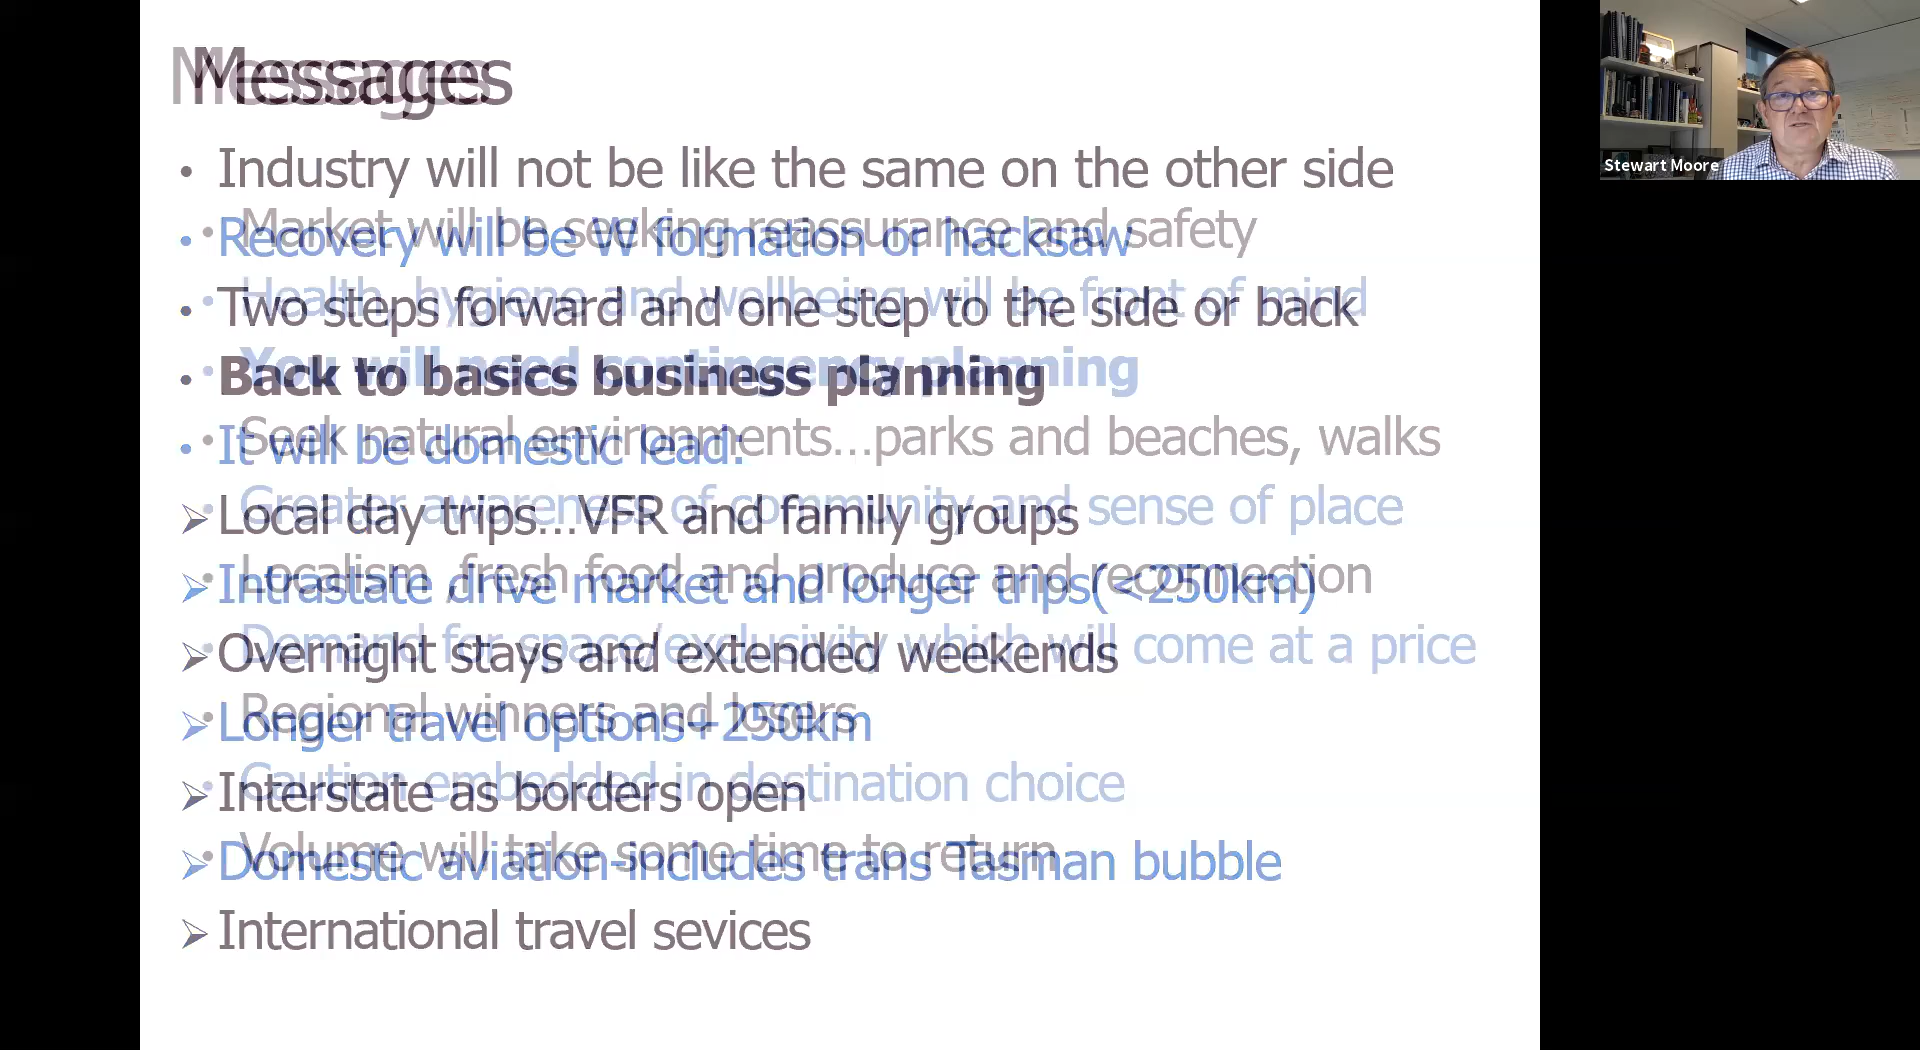 Messages
Messages
• Industry will not be like the same on the other side
• Market will be seeking reassurance and safety
• Recovery will be W formation or hacksaw
• Health, hygiene and wellbeing will be front of mind
• Two steps forward and one step to the side or back
• You will need contingency planning
• Back to basics business planning
• Seek natural environments...parks and beaches, walks
• It will be domestic lead:
• Greater awareness of community and sense of place
➢ Local day trips...VFR and family groups
• Localism ,fresh food and produce and reconnection
➢ Intrastate drive market and longer trips(<250km)
• Demand for space/exclusivity which will come at a price
➢ Overnight stays and extended weekends
• Regional winners and losers
➢ Longer travel options+250km
• Caution embedded in destination choice
➢ Interstate as borders open
• Volume will take some time to return
➢ Domestic aviation-includes trans Tasman bubble
➢ International travel sevices
Stewart Moore